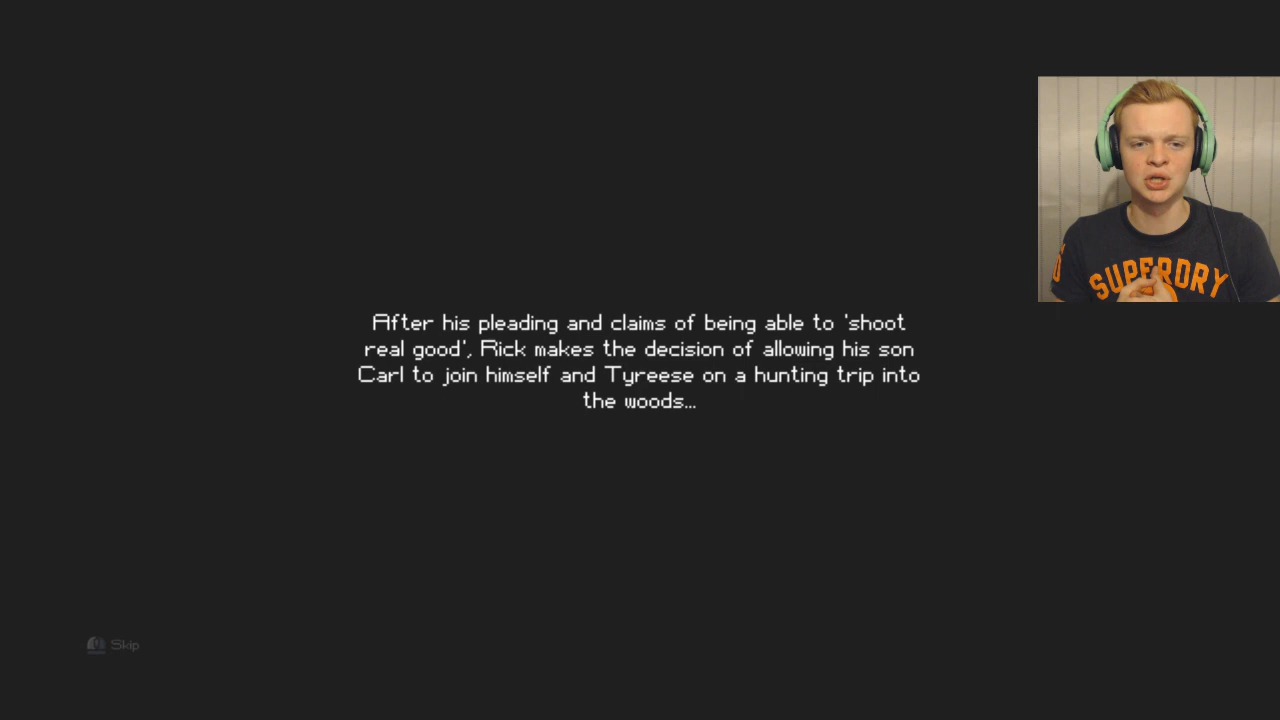 After his pleading and claims of being able to 'shoot
real good', Rick makes the decision of allowing his son
Carl to join himself and Tyreese on a hunting trip into
the woods...
SUPERDRY
Skip